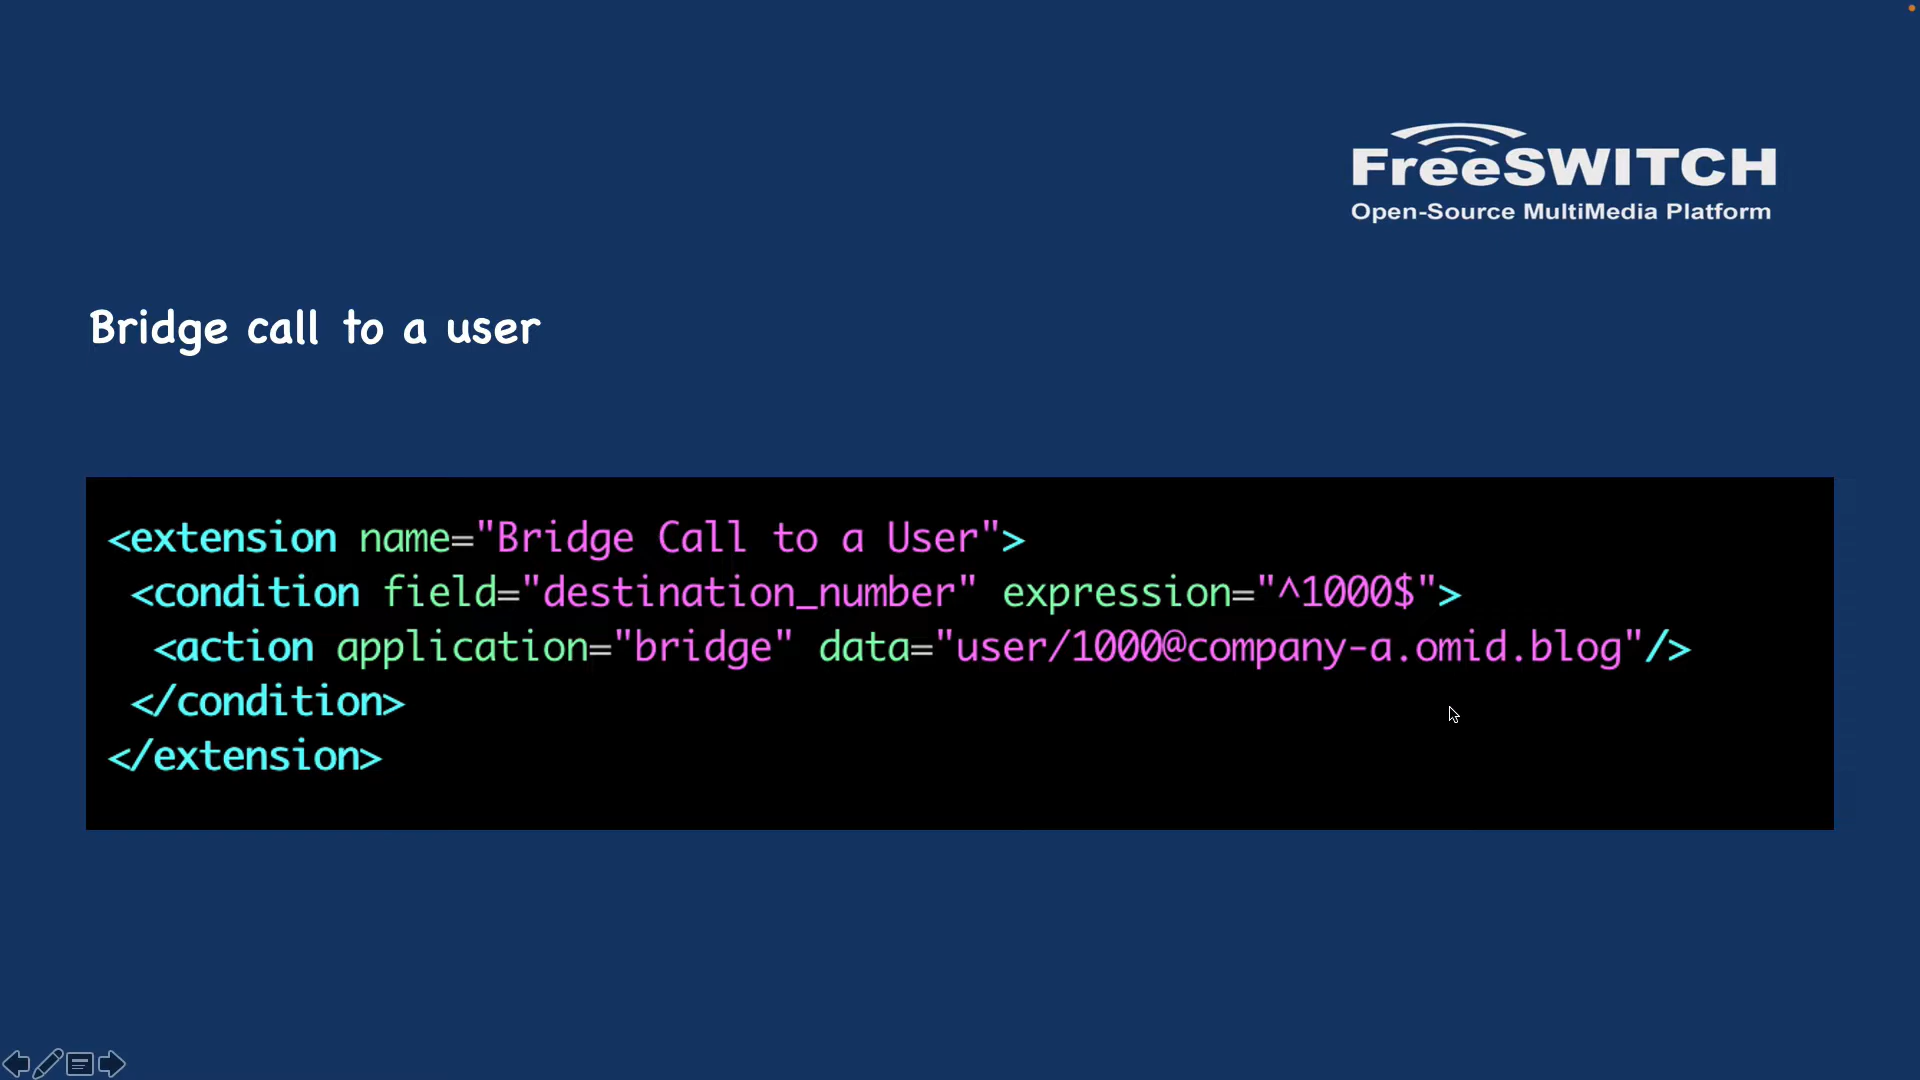 FreeSWITCH
Open-Source MultiMedia Platform
Bridge call to a user
<extension name="Bridge Call to a User">
<condition field="destination_number" expression="^1000$">
<action application="bridge" data="user/1000@company-a.omid.blog"/>
</condition>
</extension>